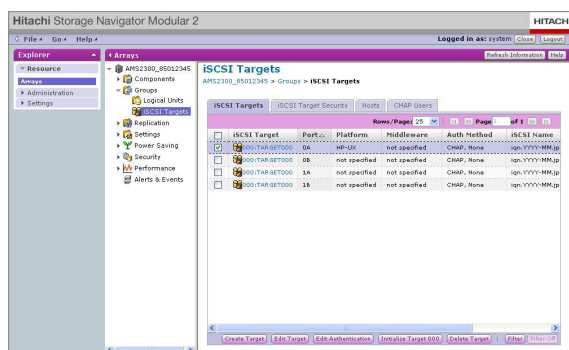 Hitachi Storage Navigator Modular 2
HITACH
File Go Help
Logged in as: system Close Logout
Explorer
Resource
Arrays
Administration
Settings
Arrays
Refresh Information Help
AMS2300_85012345
Components
Groups
Logical Units
iSCSI Targets
Replication
Settings
Power Saving
Security
Performance
Alerts & Events
iSCSI Targets
AMS2300_85012345 > Groups > iSCSI Targets
iSCSI Targets iSCSI Target Security Hosts CHAP Users
Rows/Page: 25 Page 1 of 1
iSCSI Target Port Platform Middleware Auth Method iSCSI Name
000:TARGET000 0A HP-UX not specified CHAP, None iqn.YYYY-MM.jp
000:TARGET000 0B not specified not specified CHAP, None iqn.YYYY-MM.jp
000:TARGET000 1A not specified not specified CHAP, None iqn.YYYY-MM.jp
000:TARGET000 1B not specified not specified CHAP, None iqn.YYYY-MM.jp
Create Target Edit Target Edit Authentication Initialize Target 000 Delete Target Filter Filter Off